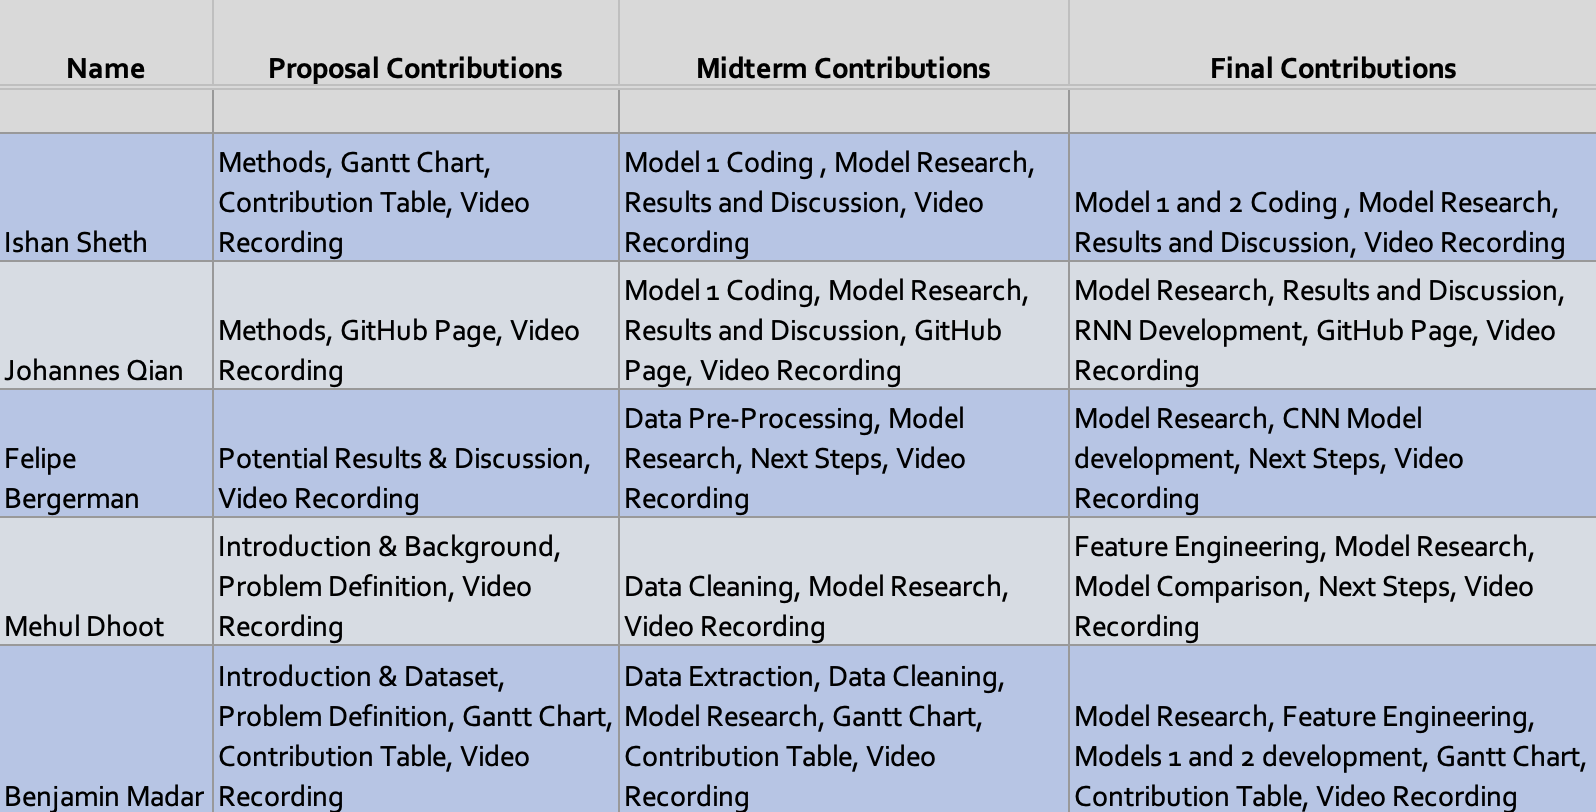 Name Proposal Contributions Midterm Contributions Final Contributions
Methods, Gantt Chart,
Contribution Table, Video
Recording
Model 1 Coding , Model Research,
Results and Discussion, Video
Recording
Model 1 and 2 Coding , Model Research,
Results and Discussion, Video Recording
Ishan Sheth
Methods, GitHub Page, Video
Recording
Model 1 Coding, Model Research,
Results and Discussion, GitHub
Page, Video Recording
Model Research, Results and Discussion,
RNN Development, GitHub Page, Video
Recording
Johannes Qian
Felipe
Bergerman
Potential Results & Discussion,
Video Recording
Data Pre-Processing, Model
Research, Next Steps, Video
Recording
Model Research, CNN Model
development, Next Steps, Video
Recording
Mehul Dhoot
Introduction & Background,
Problem Definition, Video
Recording
Data Cleaning, Model Research,
Video Recording
Feature Engineering, Model Research,
Model Comparison, Next Steps, Video
Recording
Benjamin Madar
Introduction & Dataset,
Problem Definition, Gantt Chart,
Contribution Table, Video
Recording
Data Extraction, Data Cleaning,
Model Research, Gantt Chart,
Contribution Table, Video
Recording
Model Research, Feature Engineering,
Models 1 and 2 development, Gantt Chart,
Contribution Table, Video Recording